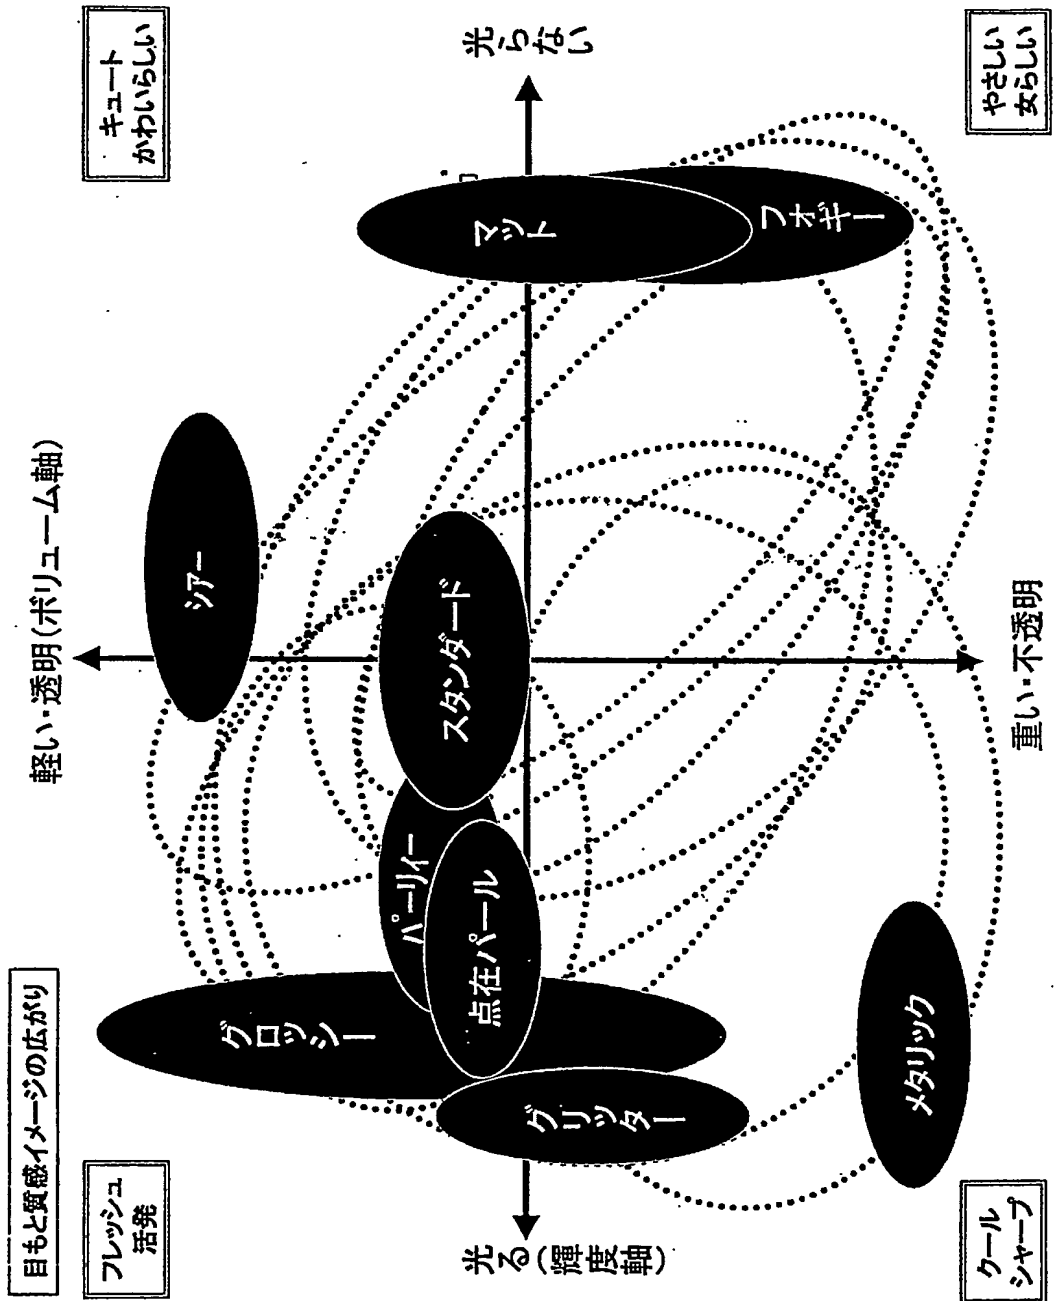 目もと質感イメージの広がり
フレッシュ
活発
軽い・透明(ボリューム軸)
キュート
かわいらしい
シアー
グロッシー
パーリィー
点在パール
スタンダード
マット
フォギー
グリッター
メタリック
光る(輝度軸)
光らない
クール
シャープ
重い・不透明
やさしい
女らしい